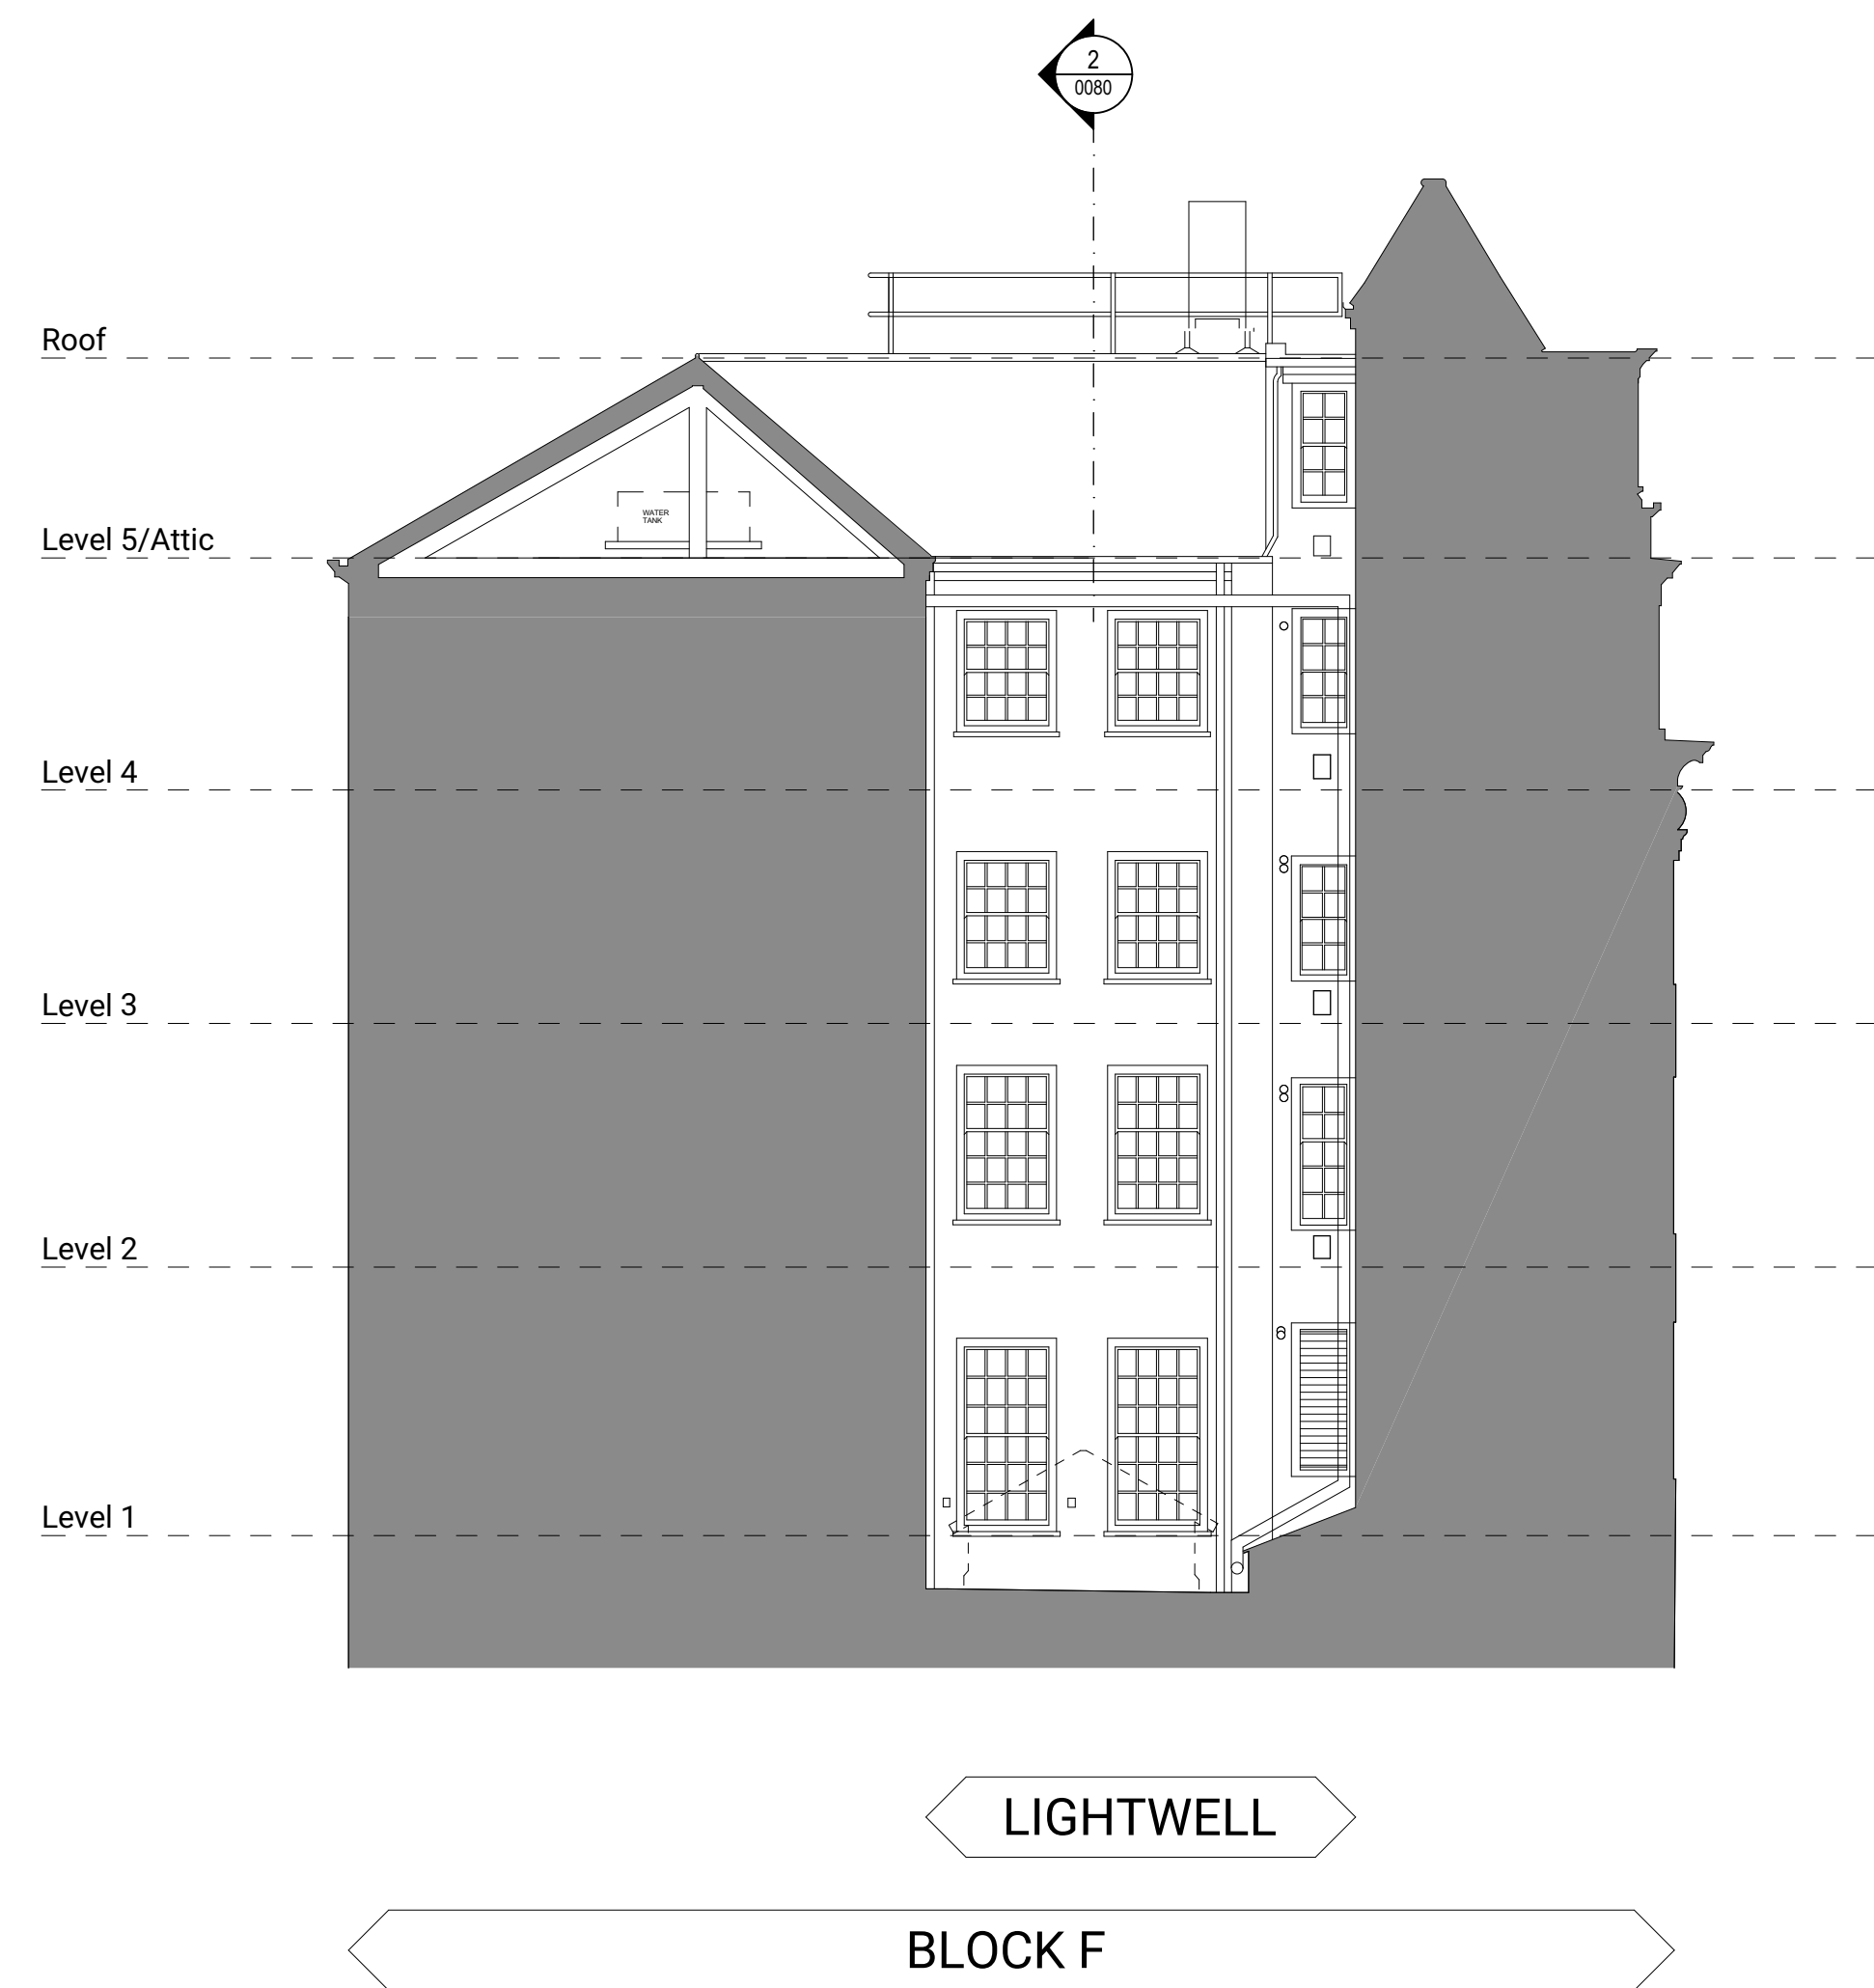 2
0080
Roof
WATER
TANK
Level 5/Attic
Level 4
Level 3
Level 2
Level 1
LIGHTWELL
BLOCK F